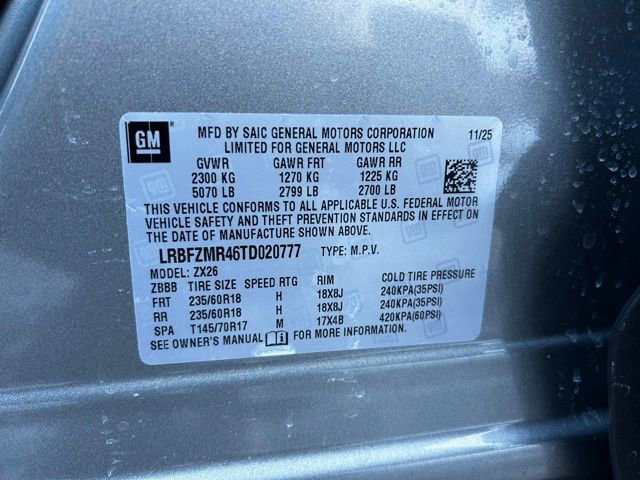 GM
MFD BY SAIC GENERAL MOTORS CORPORATION 11/25
LIMITED FOR GENERAL MOTORS LLC
GVWR GAWR FRT GAWR RR
2300 KG 1270 KG 1225 KG
5070 LB 2799 LB 2700 LB
THIS VEHICLE CONFORMS TO ALL APPLICABLE U.S. FEDERAL MOTOR
VEHICLE SAFETY AND THEFT PREVENTION STANDARDS IN EFFECT ON
THE DATE OF MANUFACTURE SHOWN ABOVE.
LRBFZMR46TD020777 TYPE: M.P.V.
MODEL: ZX26
ZBBB TIRE SIZE SPEED RTG RIM COLD TIRE PRESSURE
FRT 235/60R18 H 18X8J 240KPA(35PSI)
RR 235/60R18 H 18X8J 240KPA(35PSI)
SPA T145/70R17 M 17X4B 420KPA(60PSI)
SEE OWNER'S MANUAL FOR MORE INFORMATION.